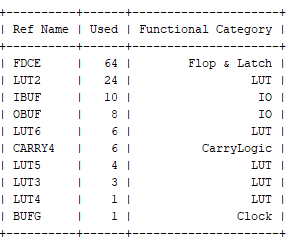 +----------+------+---------------------+
| Ref Name | Used | Functional Category |
+----------+------+---------------------+
| FDCE     |   64 |        Flop & Latch |
| LUT2     |   24 |                 LUT |
| IBUF     |   10 |                  IO |
| OBUF     |    8 |                  IO |
| LUT6     |    6 |                 LUT |
| CARRY4   |    6 |          CarryLogic |
| LUT5     |    4 |                 LUT |
| LUT3     |    3 |                 LUT |
| LUT4     |    1 |                 LUT |
| BUFG     |    1 |               Clock |
+----------+------+---------------------+